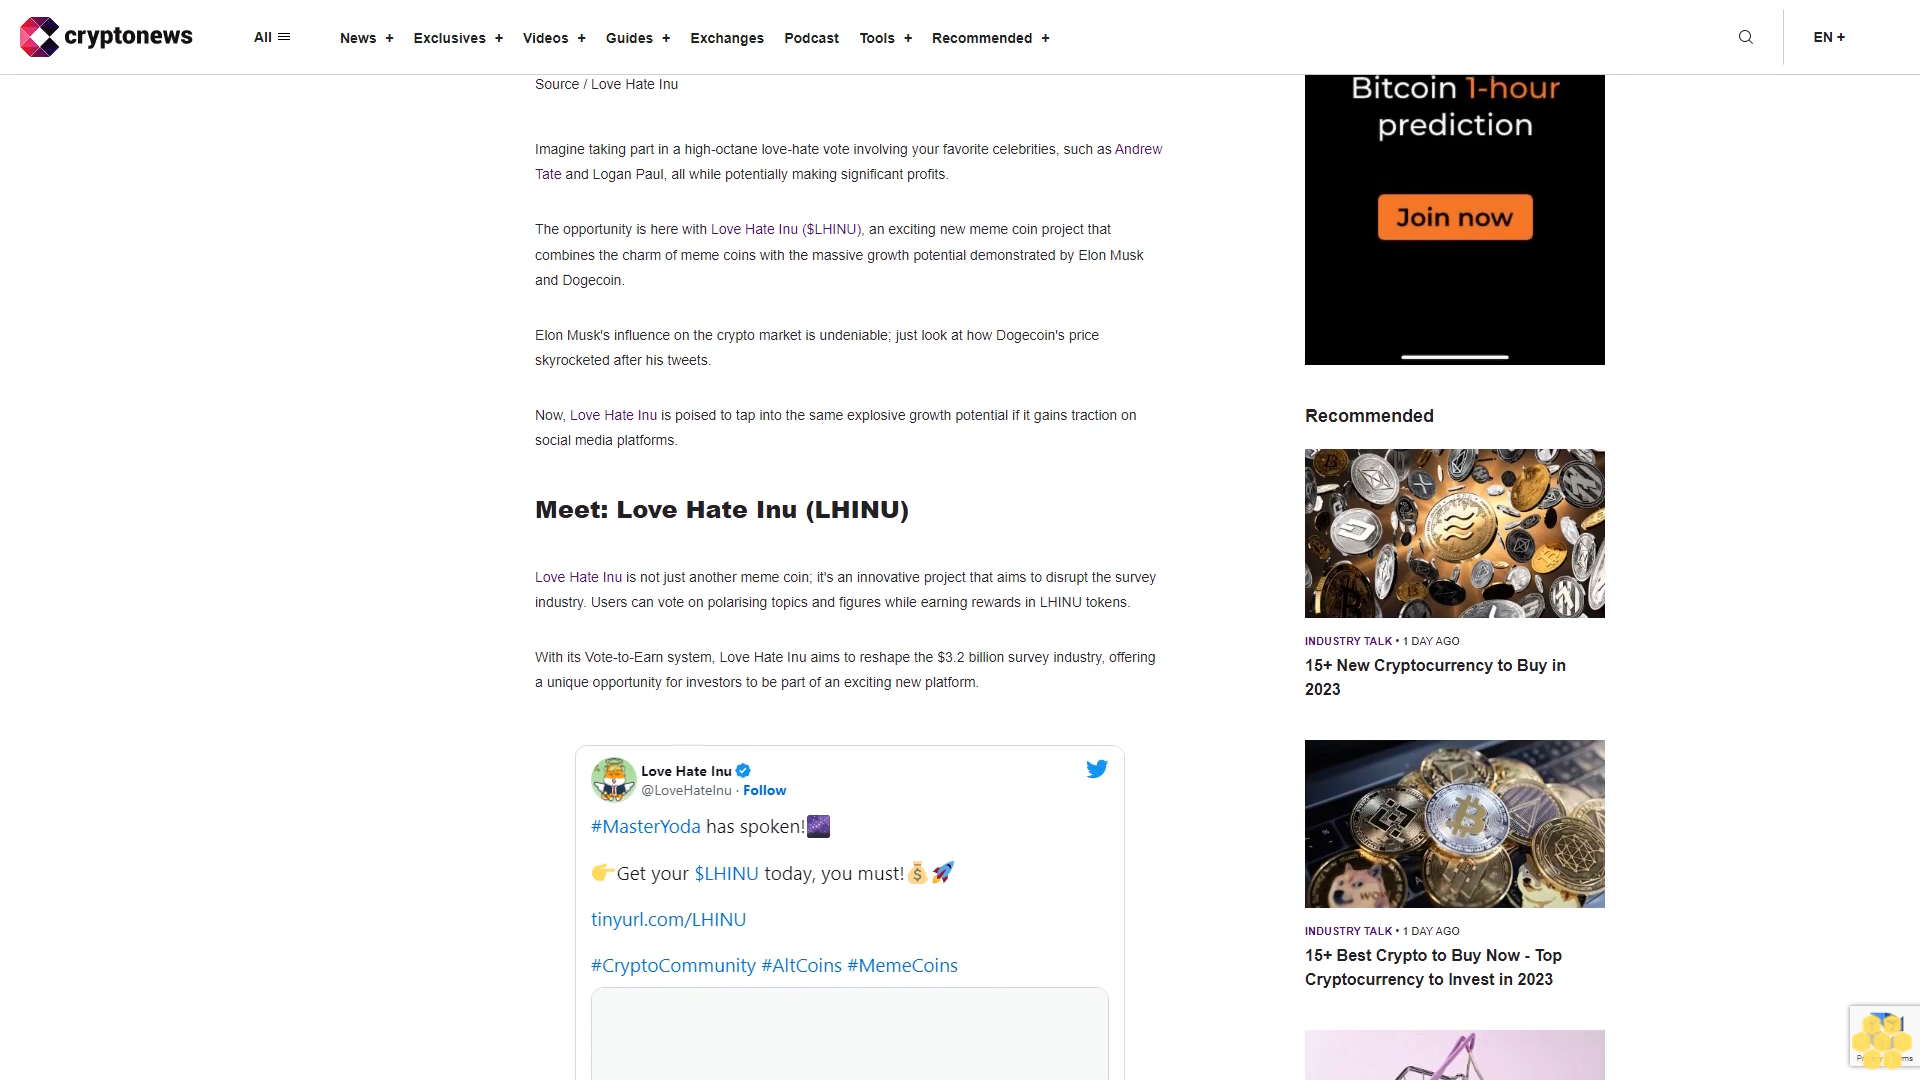 cryptonews
All
News +
Exclusives +
Videos +
Guides +
Exchanges
Podcast
Tools +
Recommended +
EN +
Source / Love Hate Inu
Imagine taking part in a high-octane love-hate vote involving your favorite celebrities, such as Andrew
Tate and Logan Paul, all while potentially making significant profits.
The opportunity is here with Love Hate Inu ($LHINU), an exciting new meme coin project that
combines the charm of meme coins with the massive growth potential demonstrated by Elon Musk
and Dogecoin.
Elon Musk's influence on the crypto market is undeniable; just look at how Dogecoin's price
skyrocketed after his tweets.
Now, Love Hate Inu is poised to tap into the same explosive growth potential if it gains traction on
social media platforms.
Meet: Love Hate Inu (LHINU)
Love Hate Inu is not just another meme coin; it's an innovative project that aims to disrupt the survey
industry. Users can vote on polarising topics and figures while earning rewards in LHINU tokens.
With its Vote-to-Earn system, Love Hate Inu aims to reshape the $3.2 billion survey industry, offering
a unique opportunity for investors to be part of an exciting new platform.
Love Hate Inu
@LoveHateInu · Follow
#MasterYoda has spoken!🌌
👉Get your $LHINU today, you must!💰🚀
tinyurl.com/LHINU
#CryptoCommunity #AltCoins #MemeCoins
Bitcoin 1-hour
prediction
Join now
Recommended
INDUSTRY TALK • 1 DAY AGO
15+ New Cryptocurrency to Buy in
2023
WOW
INDUSTRY TALK • 1 DAY AGO
15+ Best Crypto to Buy Now - Top
Cryptocurrency to Invest in 2023